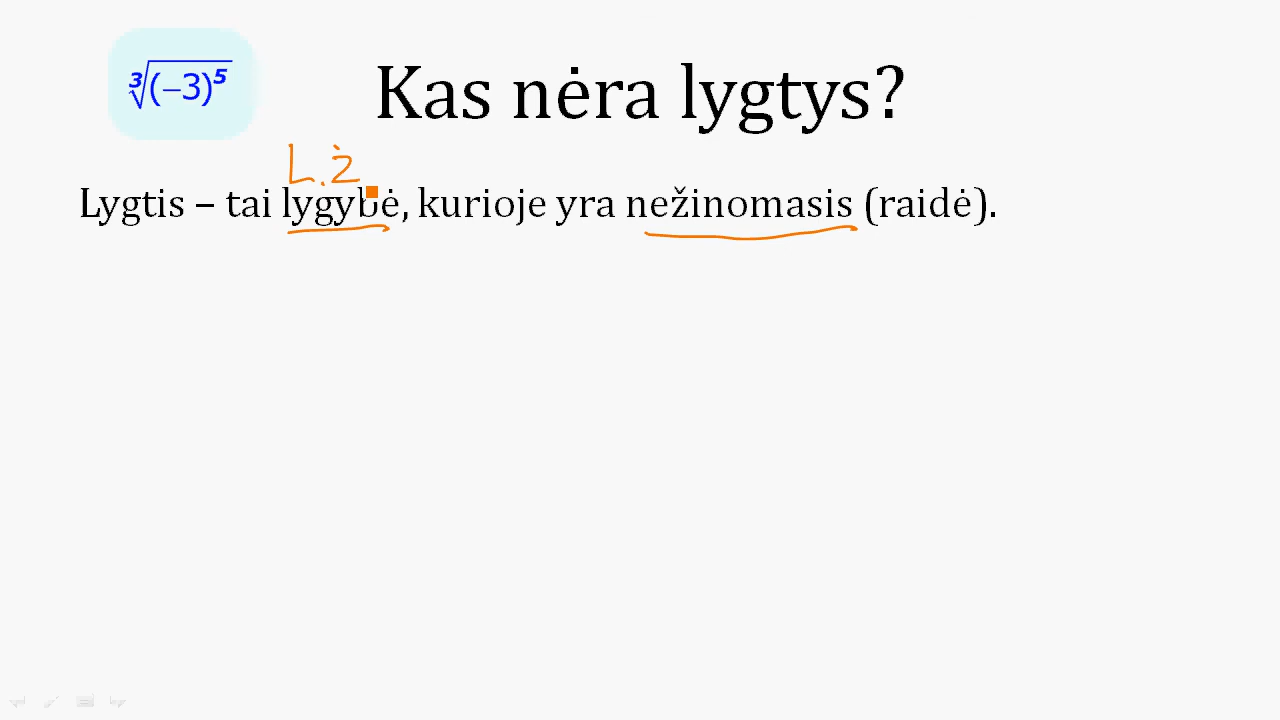 ∛(−3)⁵
Kas nėra lygtys?
L.ż
Lygtis – tai lygybė, kurioje yra nežinomasis (raidė).